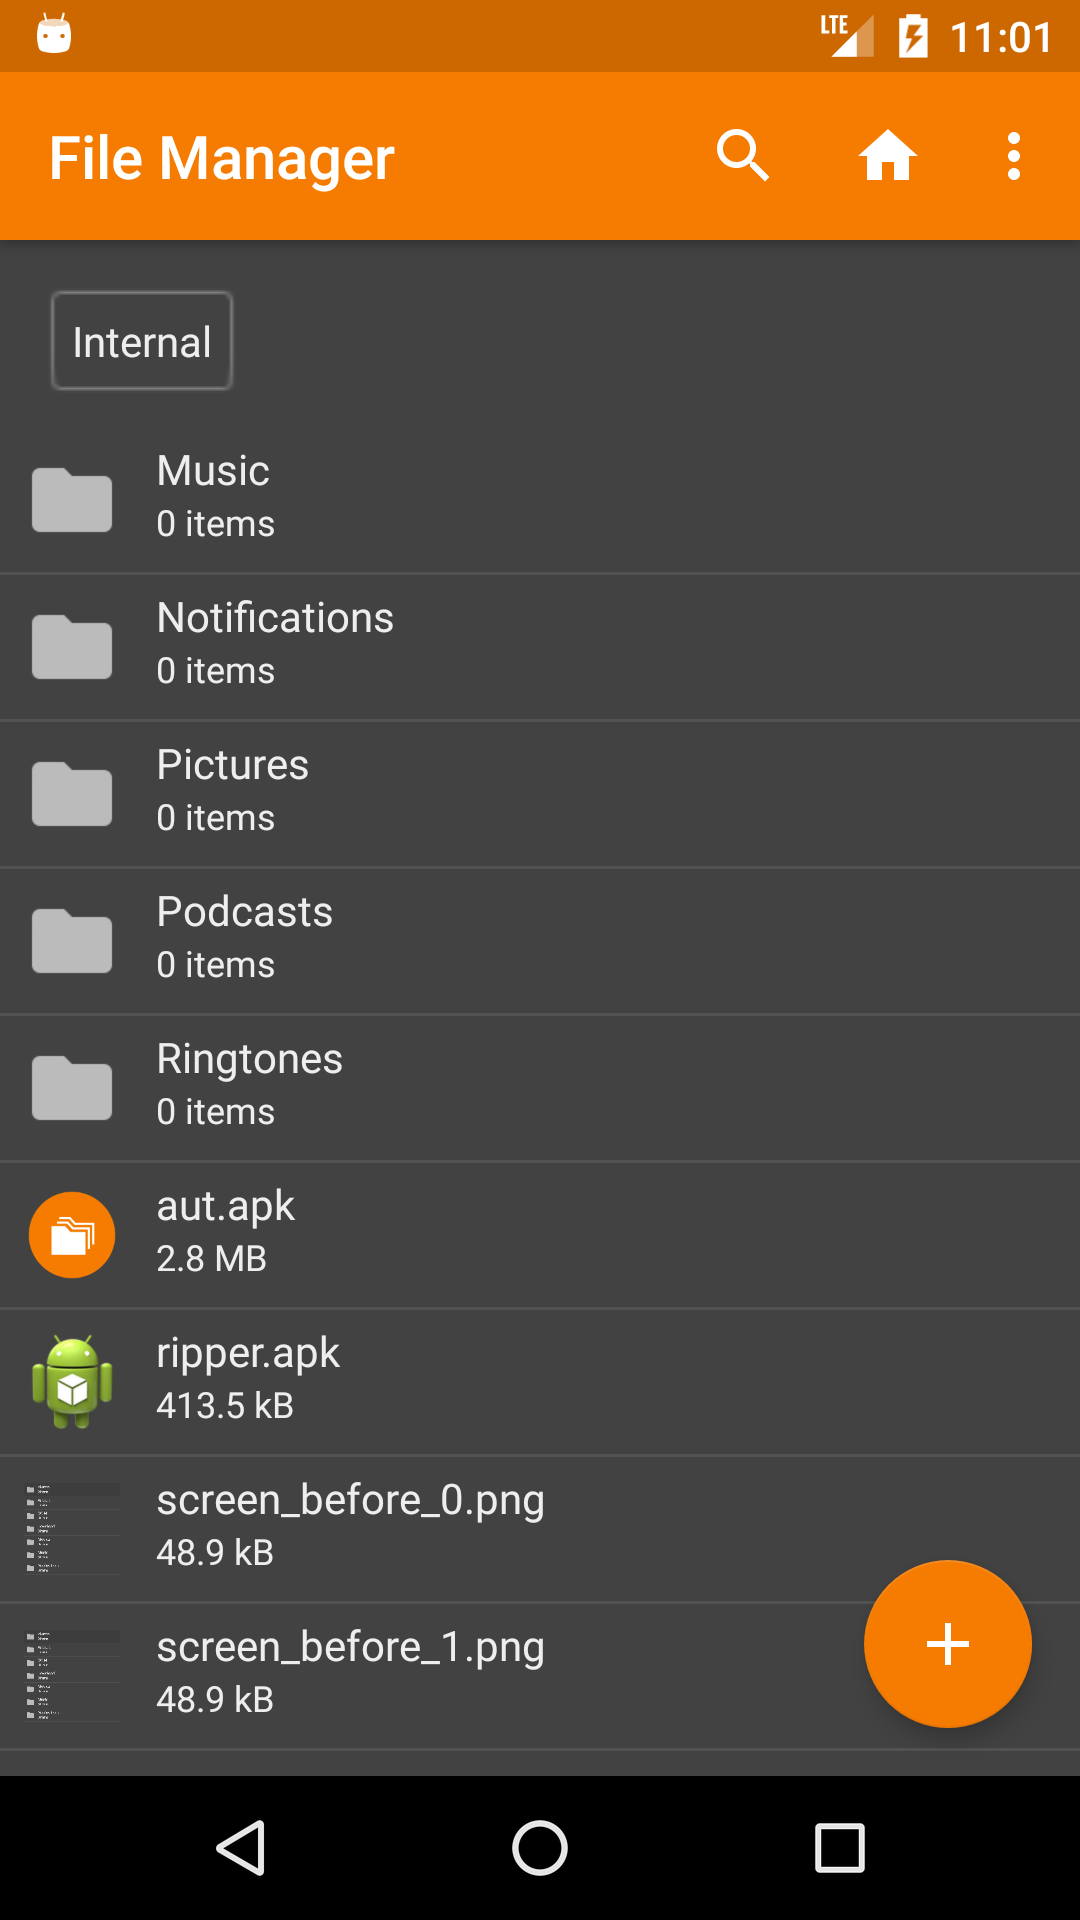 LTE 11:01
File Manager
Internal
Music
0 items
Notifications
0 items
Pictures
0 items
Podcasts
0 items
Ringtones
0 items
aut.apk
2.8 MB
ripper.apk
413.5 kB
screen_before_0.png
48.9 kB
screen_before_1.png
48.9 kB